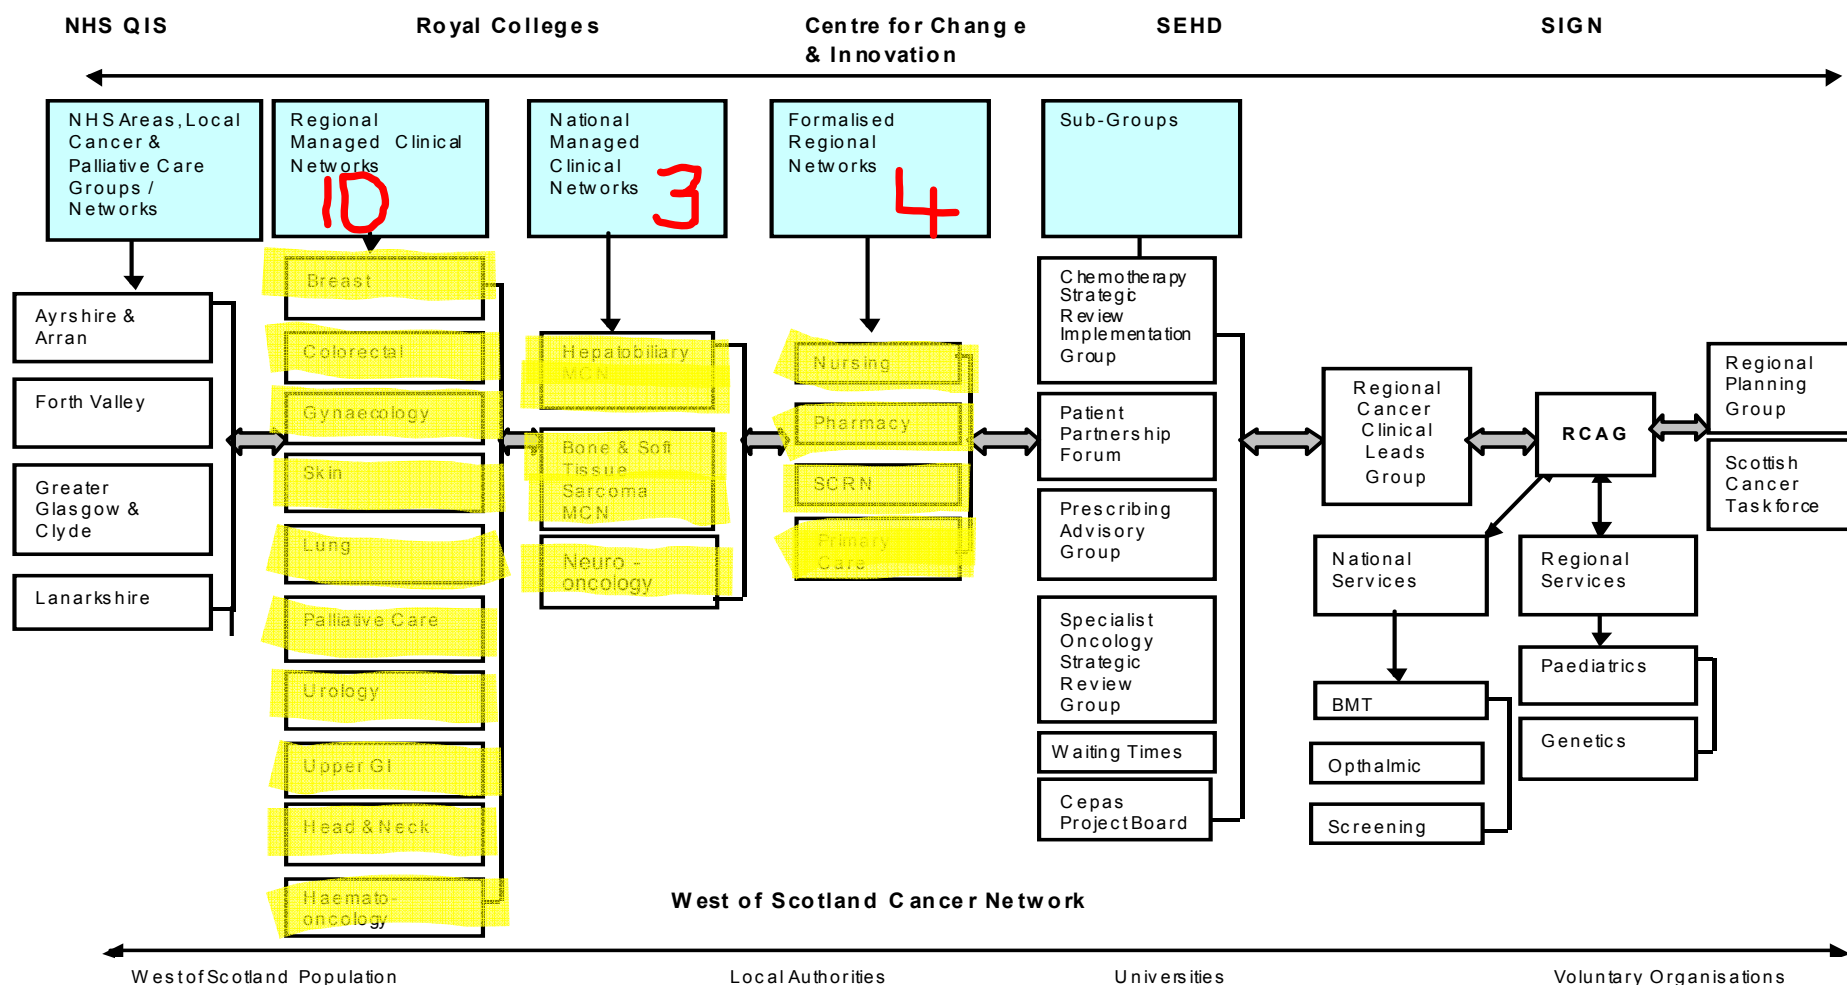 NHS QIS
Royal Colleges
Centre for Change
& Innovation
SEHD
SIGN
NHS Areas, Local
Cancer &
Palliative Care
Groups /
Networks
Regional
Managed Clinical
Networks
10
National
Managed
Clinical
Networks
3
Formalised
Regional
Networks
4
Sub-Groups
Ayrshire &
Arran
Forth Valley
Greater
Glasgow &
Clyde
Lanarkshire
Breast
Colorectal
Gynaecology
Skin
Lung
Palliative Care
Urology
Upper GI
Head & Neck
Haemato-
oncology
Hepatobiliary
MCN
Bone & Soft
Tissue
Sarcoma
MCN
Neuro -
oncology
Nursing
Pharmacy
SCRN
Primary
Care
Chemotherapy
Strategic
Review
Implementation
Group
Patient
Partnership
Forum
Prescribing
Advisory
Group
Specialist
Oncology
Strategic
Review
Group
Waiting Times
Cepas
Project Board
Regional
Cancer
Clinical
Leads
Group
RCAG
Regional
Planning
Group
Scottish
Cancer
Taskforce
National
Services
Regional
Services
BMT
Opthalmic
Screening
Paediatrics
Genetics
West of Scotland Cancer Network
West of Scotland Population
Local Authorities
Universities
Voluntary Organisations